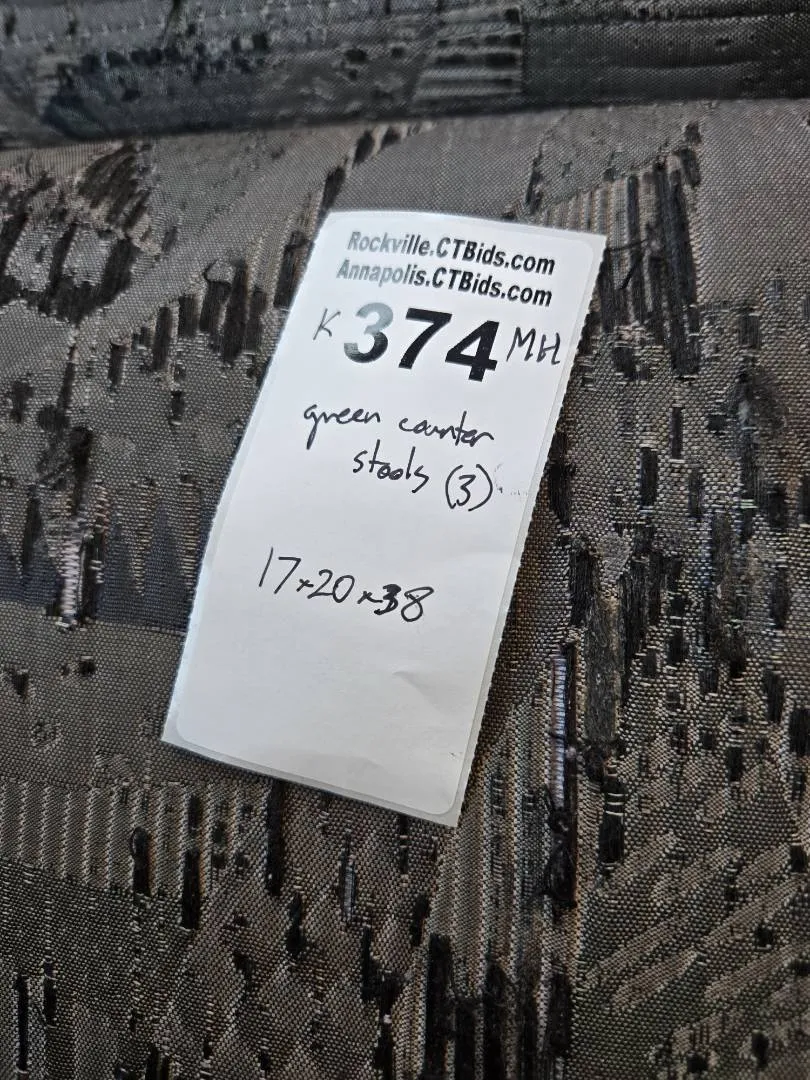 Rockville.CTBids.com
Annapolis.CTBids.com
K 374 MH
green counter
stools (3)
17x20x38